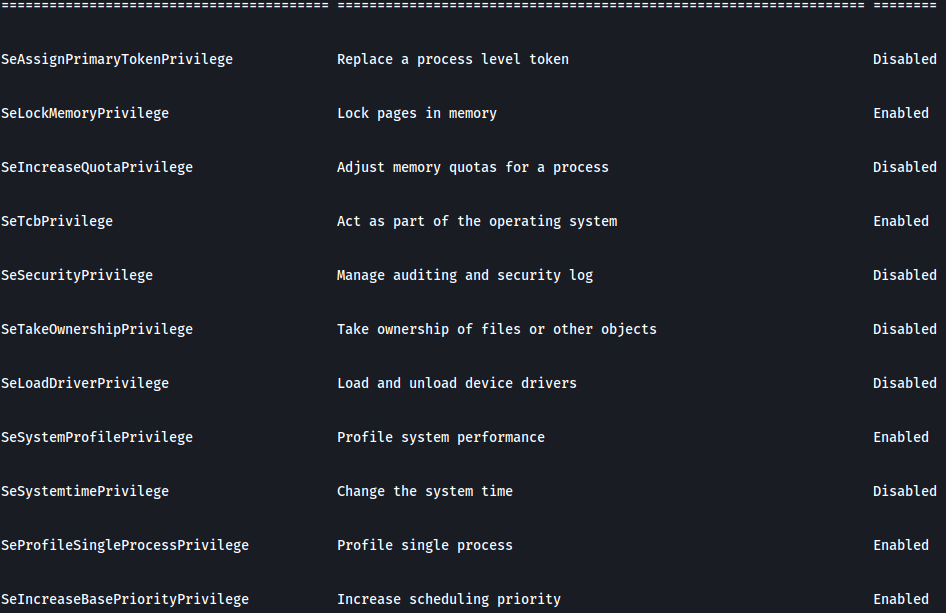 ========================================= ================================================================== ========
SeAssignPrimaryTokenPrivilege Replace a process level token Disabled
SeLockMemoryPrivilege Lock pages in memory Enabled
SeIncreaseQuotaPrivilege Adjust memory quotas for a process Disabled
SeTcbPrivilege Act as part of the operating system Enabled
SeSecurityPrivilege Manage auditing and security log Disabled
SeTakeOwnershipPrivilege Take ownership of files or other objects Disabled
SeLoadDriverPrivilege Load and unload device drivers Disabled
SeSystemProfilePrivilege Profile system performance Enabled
SeSystemtimePrivilege Change the system time Disabled
SeProfileSingleProcessPrivilege Profile single process Enabled
SeIncreaseBasePriorityPrivilege Increase scheduling priority Enabled